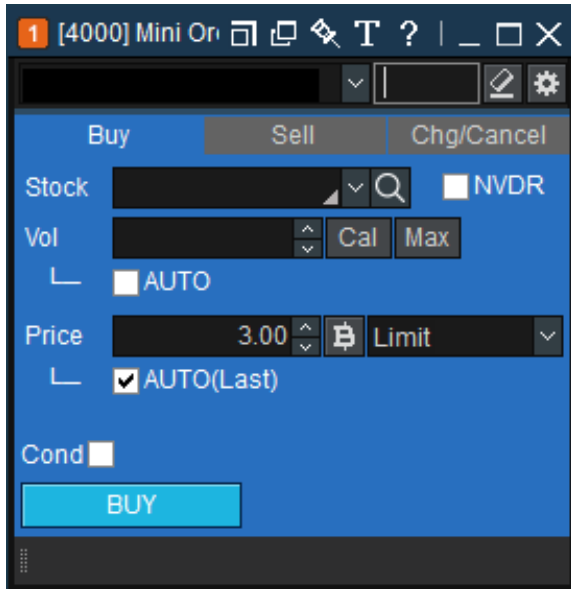 1 [4000] Mini Or T ?
Buy Sell Chg/Cancel
Stock NVDR
Vol Cal Max
AUTO
Price 3.00 B Limit
AUTO(Last)
Cond
BUY